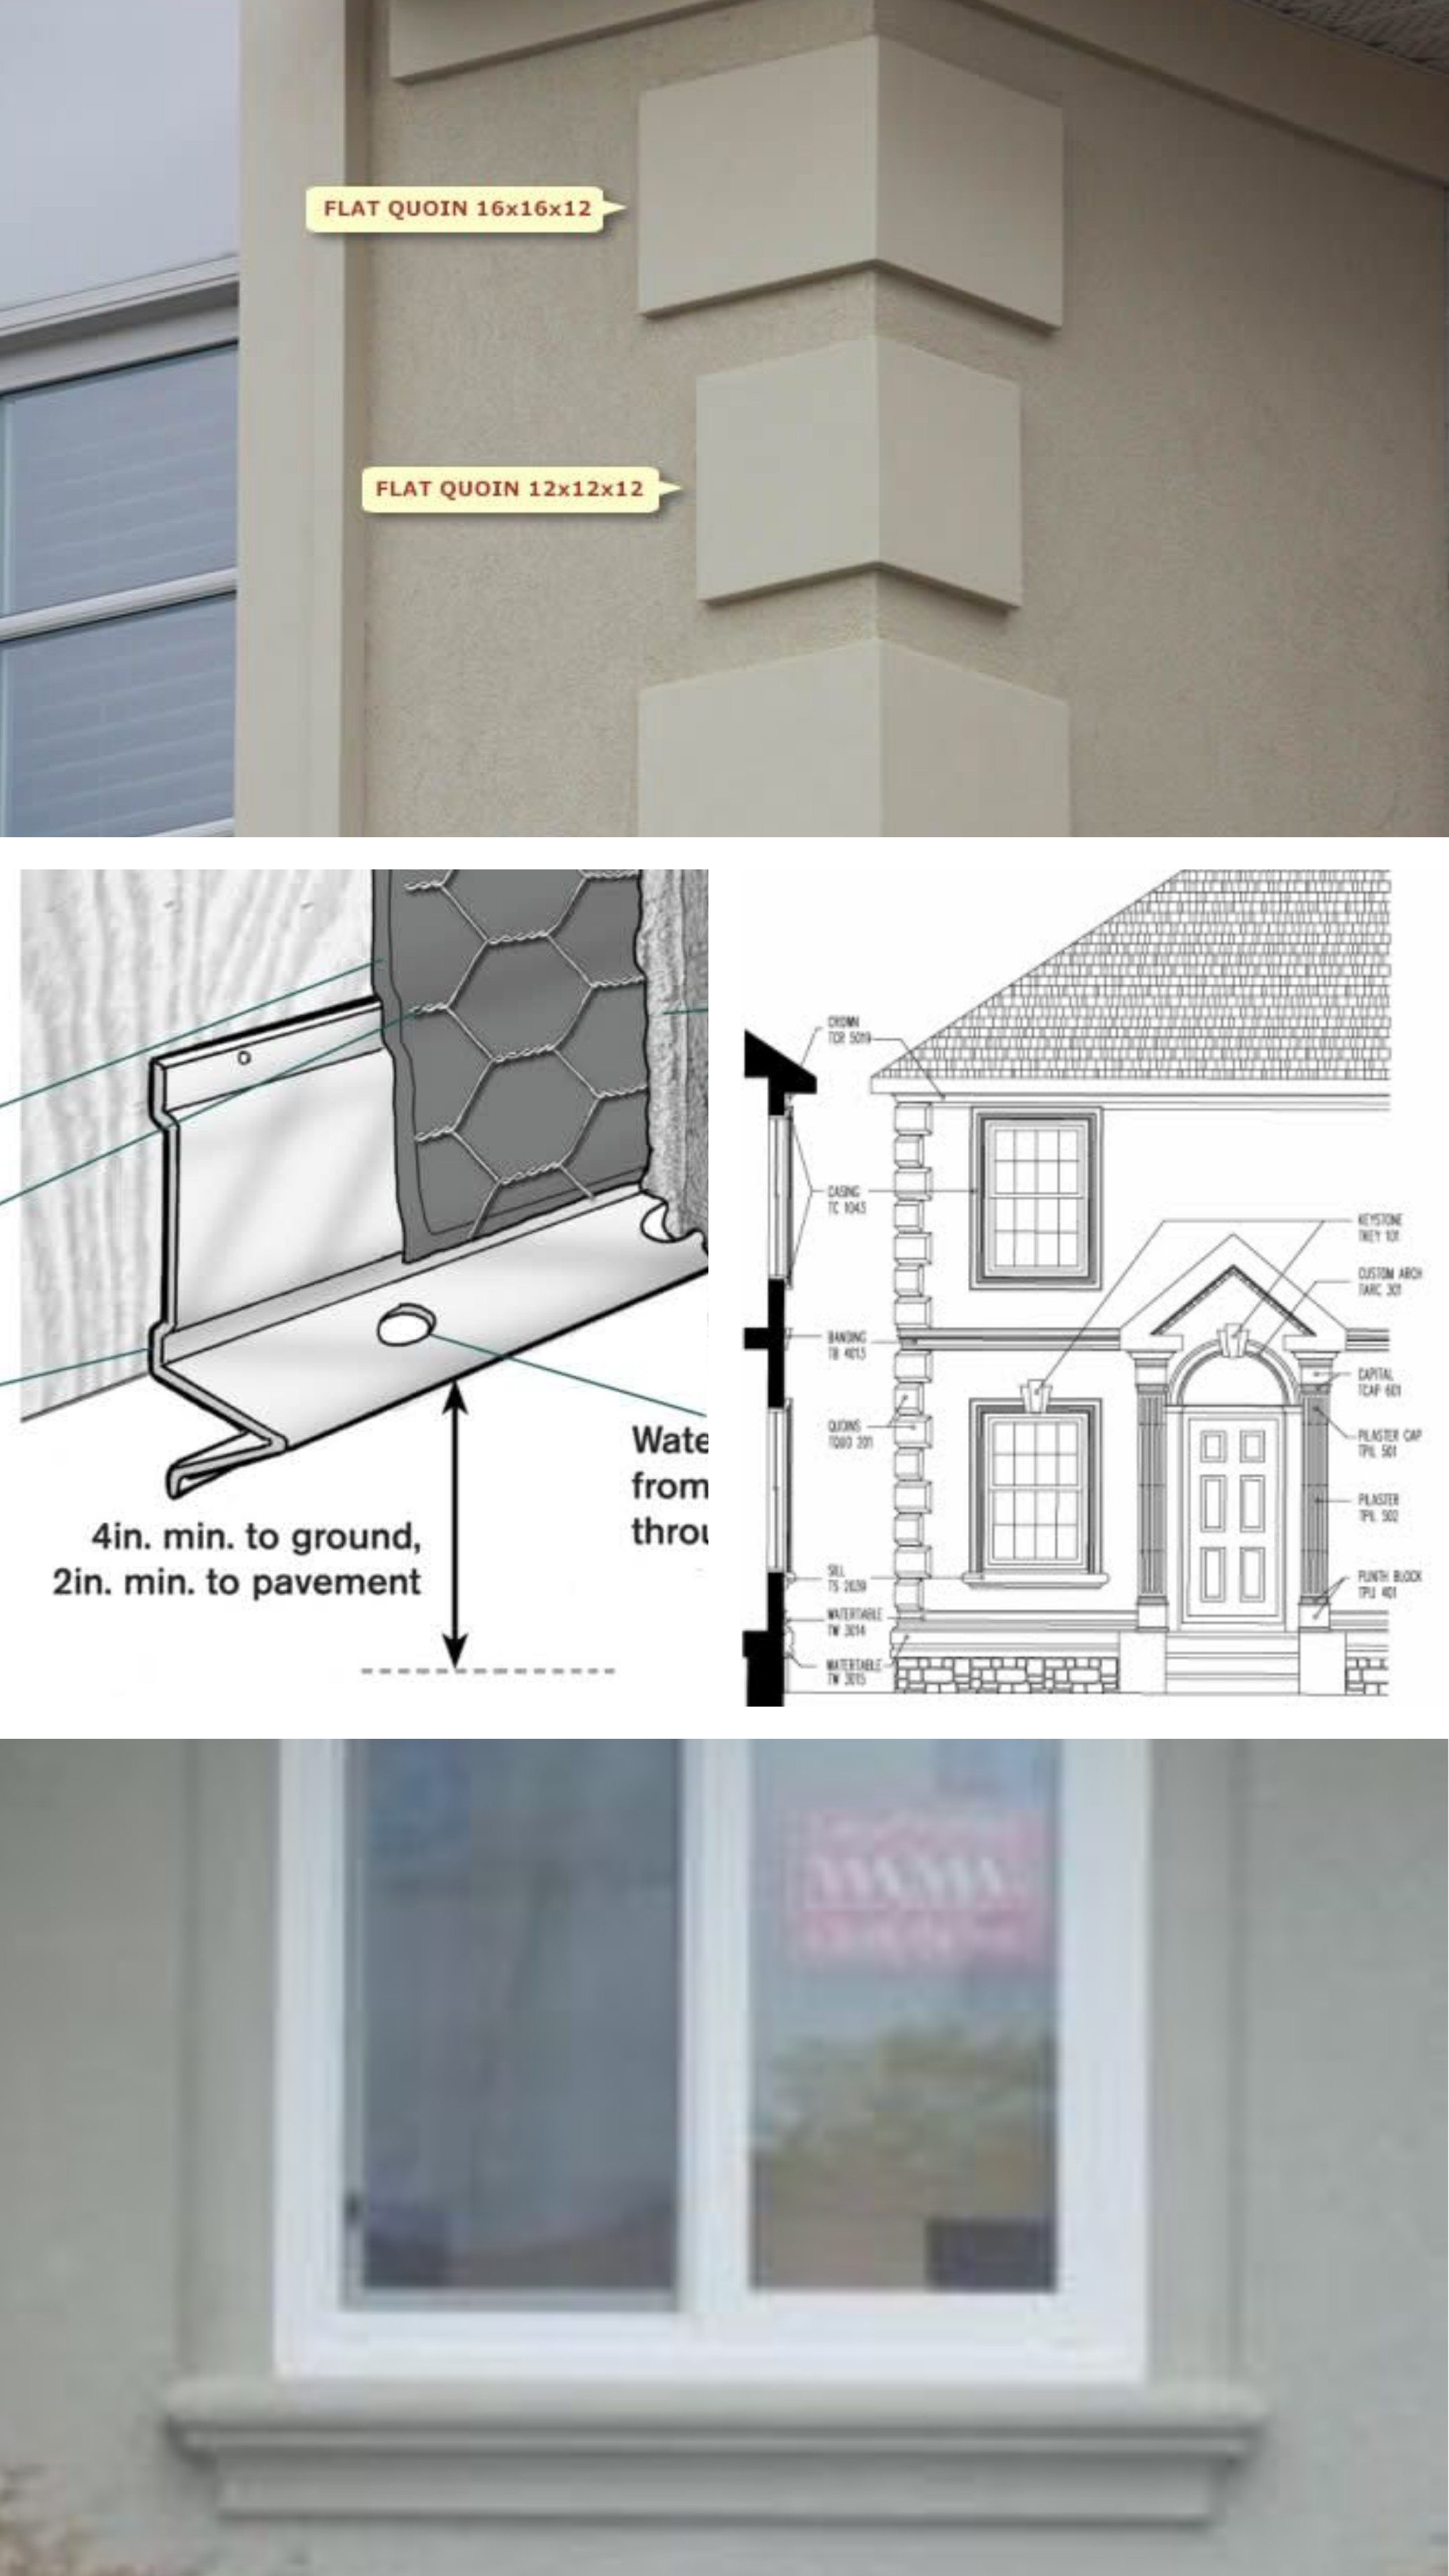 FLAT QUOIN 16x16x12
FLAT QUOIN 12x12x12
Wate
from
throu
4in. min. to ground,
2in. min. to pavement
CROWN
TCR 5019
CASING
TC 1043
BANDING
TB 4013
QUOINS
TQUO 201
SILL
TS 2039
WATERTABLE
TW 3014
WATERTABLE
TW 3015
KEYSTONE
TKEY 101
CUSTOM ARCH
TARC 301
CAPITAL
TCAP 601
PILASTER CAP
TPIL 501
PILASTER
TPIL 502
PLINTH BLOCK
TPLI 401